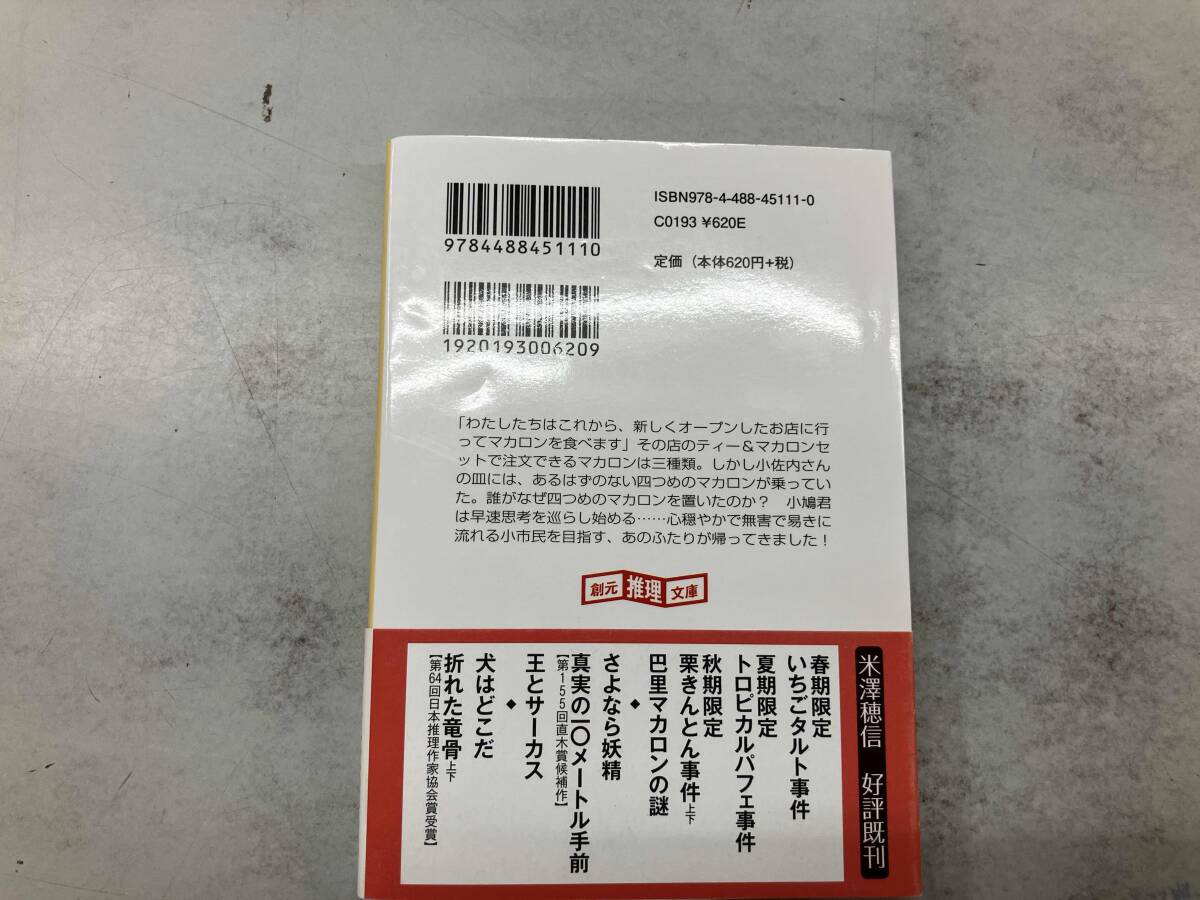 9784488451110
1920193006209
ISBN978-4-488-45111-0
C0193 ¥620E
定価（本体620円+税）
「わたしたちはこれから、新しくオープンしたお店に行
ってマカロンを食べます」その店のティー＆マカロンセ
ットで注文できるマカロンは三種類。しかし小佐内さん
の皿には、あるはずのない四つめのマカロンが乗ってい
た。誰がなぜ四つめのマカロンを置いたのか？　小鳩君
は早速思考を巡らし始める……心穏やかで無害で易きに
流れる小市民を目指す、あのふたりが帰ってきました！
創元推理文庫
米澤穂信　好評既刊
春期限定
いちごタルト事件
夏期限定
トロピカルパフェ事件
秋期限定
栗きんとん事件上下
巴里マカロンの謎
◆
さよなら妖精
真実の一〇メートル手前
【第155回直木賞候補作】
王とサーカス
◆
犬はどこだ
折れた竜骨上下
【第64回日本推理作家協会賞受賞】